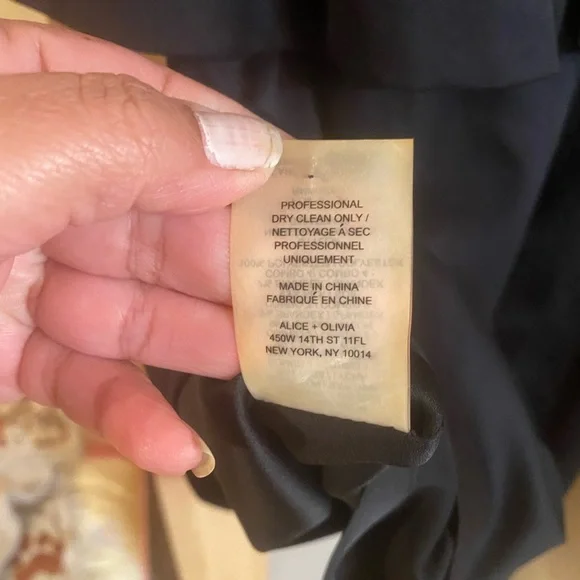 PROFESSIONAL
DRY CLEAN ONLY /
NETTOYAGE À SEC
PROFESSIONNEL
UNIQUEMENT
MADE IN CHINA
FABRIQUÉ EN CHINE
ALICE + OLIVIA
450W 14TH ST 11FL
NEW YORK, NY 10014